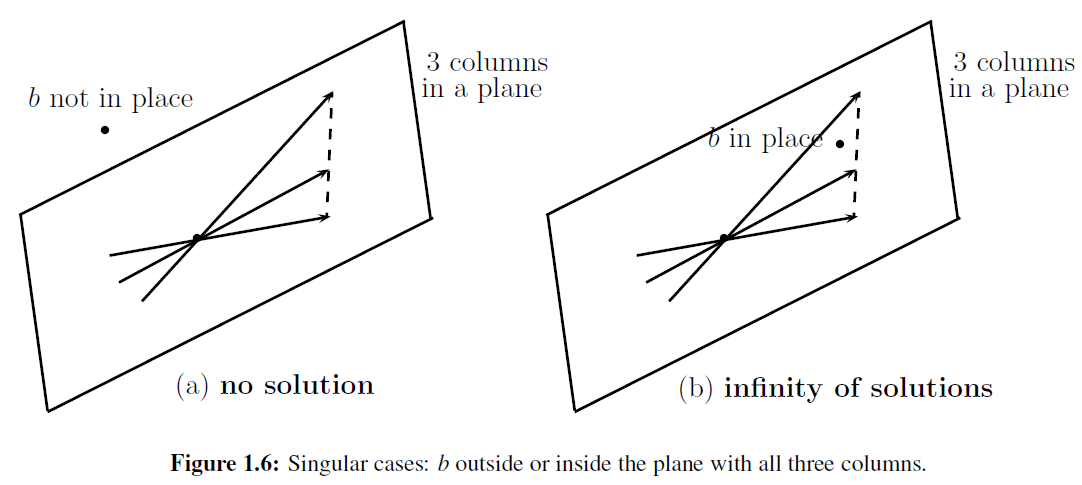 3 columns
in a plane
b not in place
(a) no solution
3 columns
in a plane
b in place
(b) infinity of solutions
Figure 1.6: Singular cases: b outside or inside the plane with all three columns.